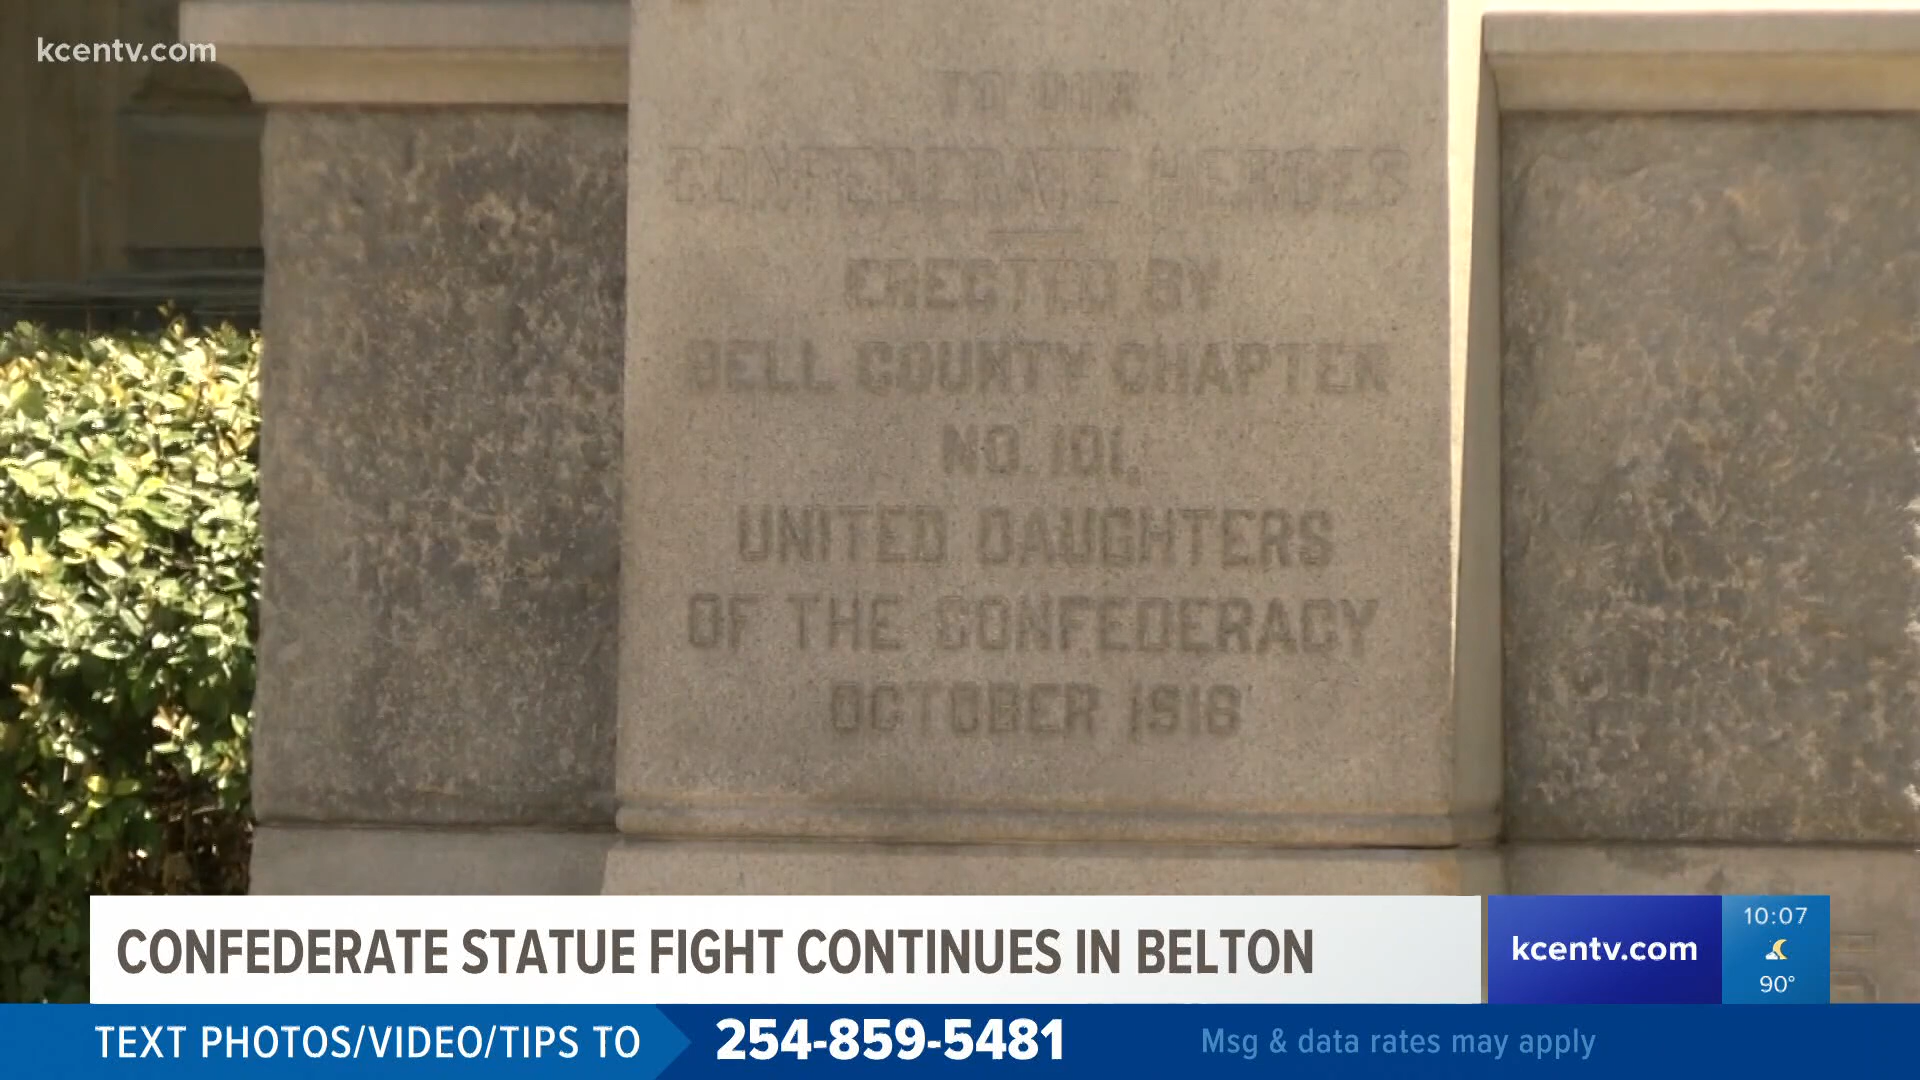 kcentv.com
TO OUR
CONFEDERATE HEROES
ERECTED BY
BELL COUNTY CHAPTER
NO. 101,
UNITED DAUGHTERS
OF THE CONFEDERACY
OCTOBER 1916
CONFEDERATE STATUE FIGHT CONTINUES IN BELTON
kcentv.com
10:07
90°
TEXT PHOTOS/VIDEO/TIPS TO
254-859-5481
Msg & data rates may apply